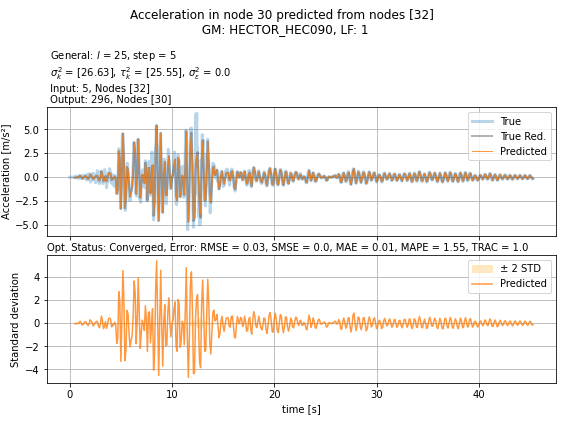 Acceleration in node 30 predicted from nodes [32]
GM: HECTOR_HEC090, LF: 1
General: l = 25, step = 5
σ²ₖ = [26.63], τ²ₖ = [25.55], σ²ₑ = 0.0
Input: 5, Nodes [32]
Output: 296, Nodes [30]
Acceleration [m/s²]
5.0
2.5
0.0
−2.5
−5.0
True
True Red.
Predicted
Opt. Status: Converged, Error: RMSE = 0.03, SMSE = 0.0, MAE = 0.01, MAPE = 1.55, TRAC = 1.0
Standard deviation
4
2
0
−2
−4
± 2 STD
Predicted
0
10
20
30
40
time [s]